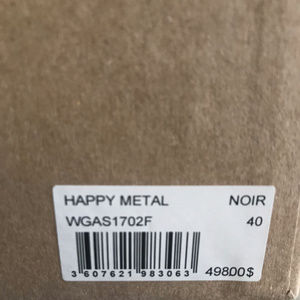 HAPPY METAL NOIR
WGAS1702F 40
3 607621 983063 49800$